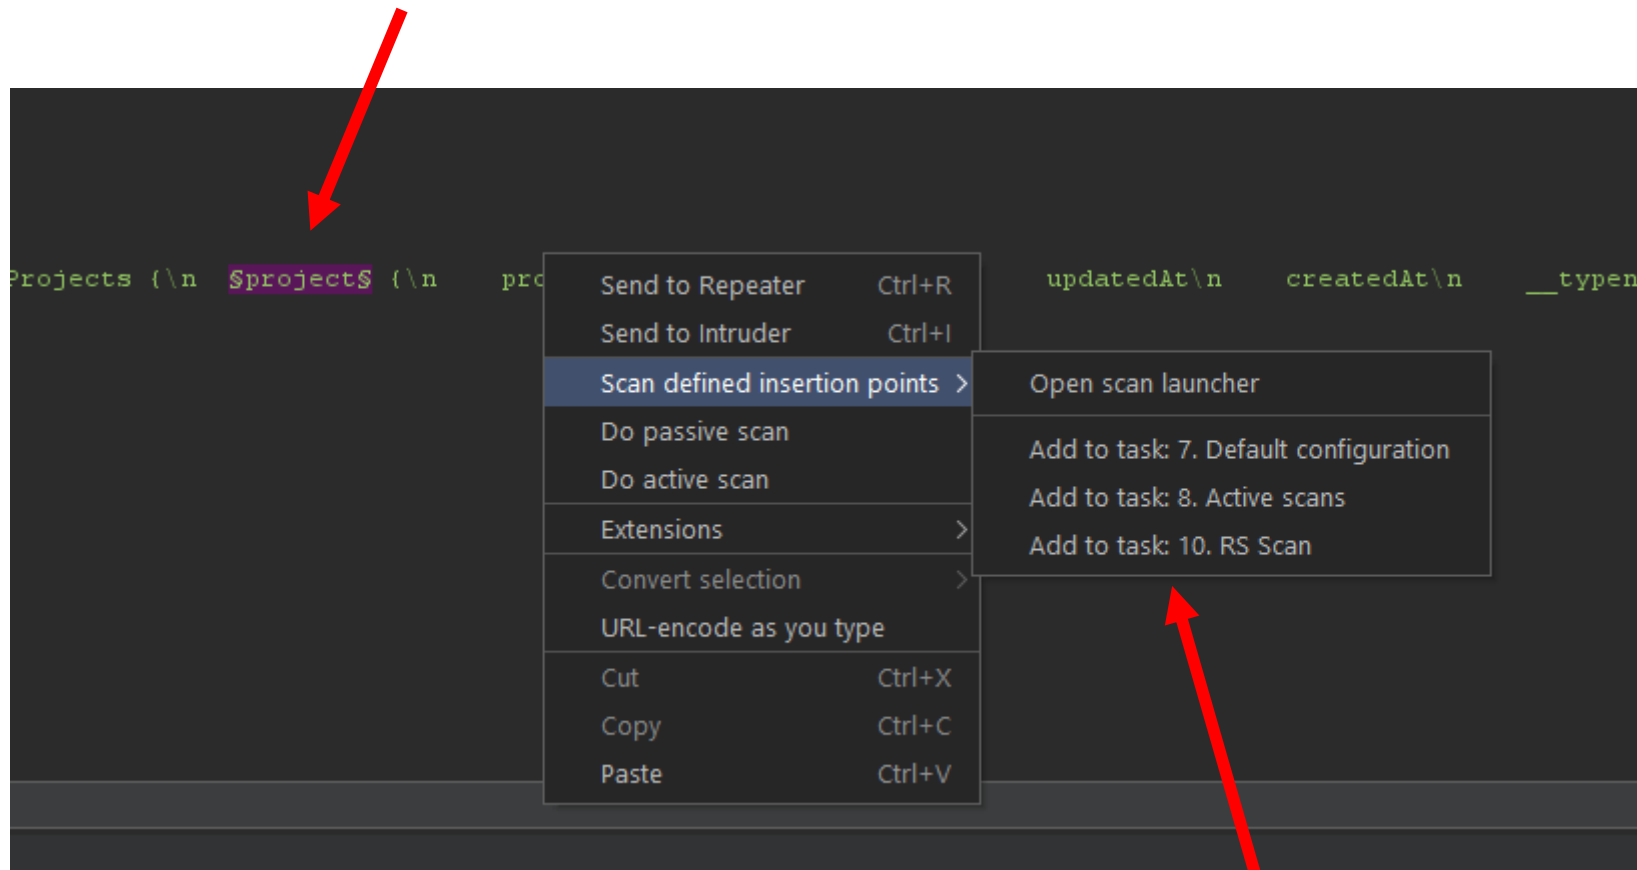 Projects {\n §project§ {\n pro updatedAt\n createdAt\n __typen
Send to Repeater Ctrl+R
Send to Intruder Ctrl+I
Scan defined insertion points >
Do passive scan
Do active scan
Extensions >
Convert selection >
URL-encode as you type
Cut Ctrl+X
Copy Ctrl+C
Paste Ctrl+V
Open scan launcher
Add to task: 7. Default configuration
Add to task: 8. Active scans
Add to task: 10. RS Scan